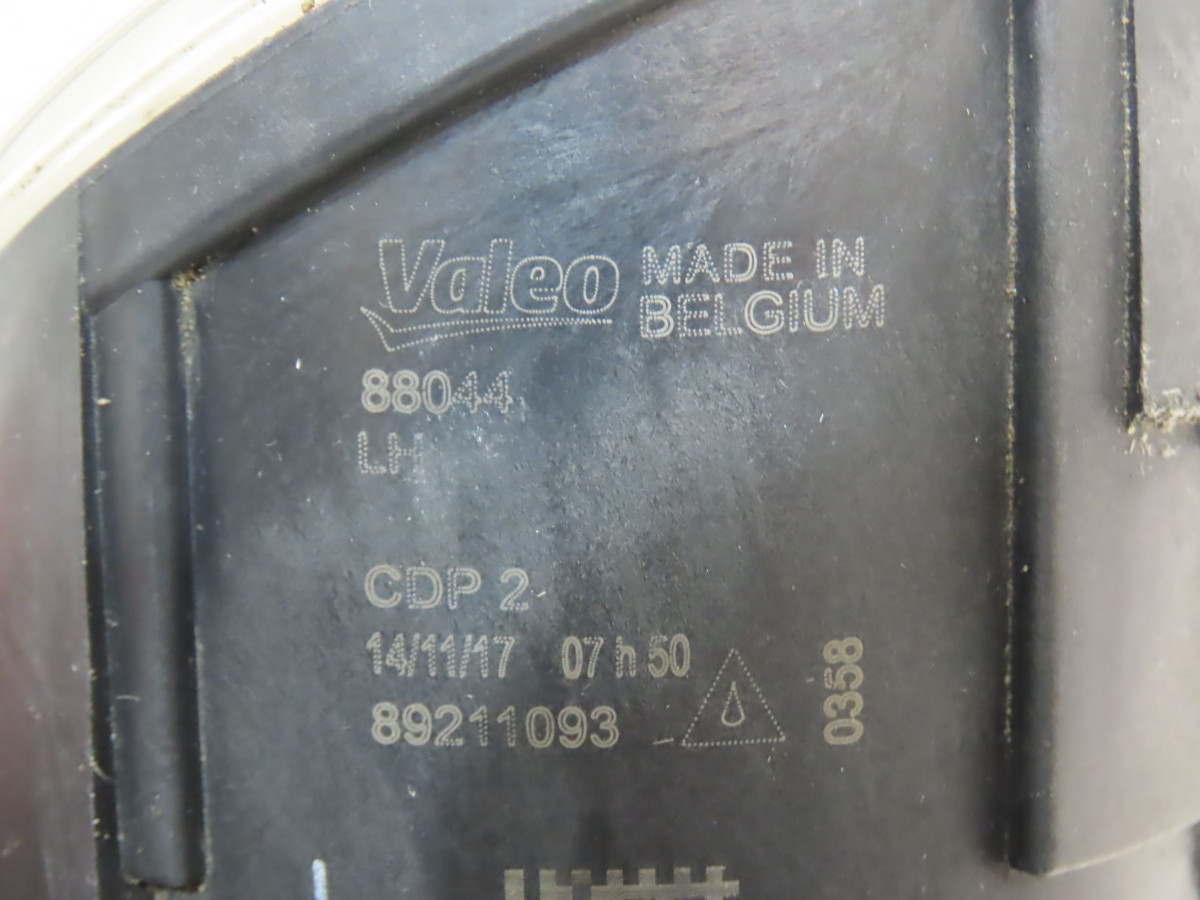 Valeo MADE IN
BELGIUM
88044
LH
CDP 2
14/11/17 07 h 50
89211093
0358